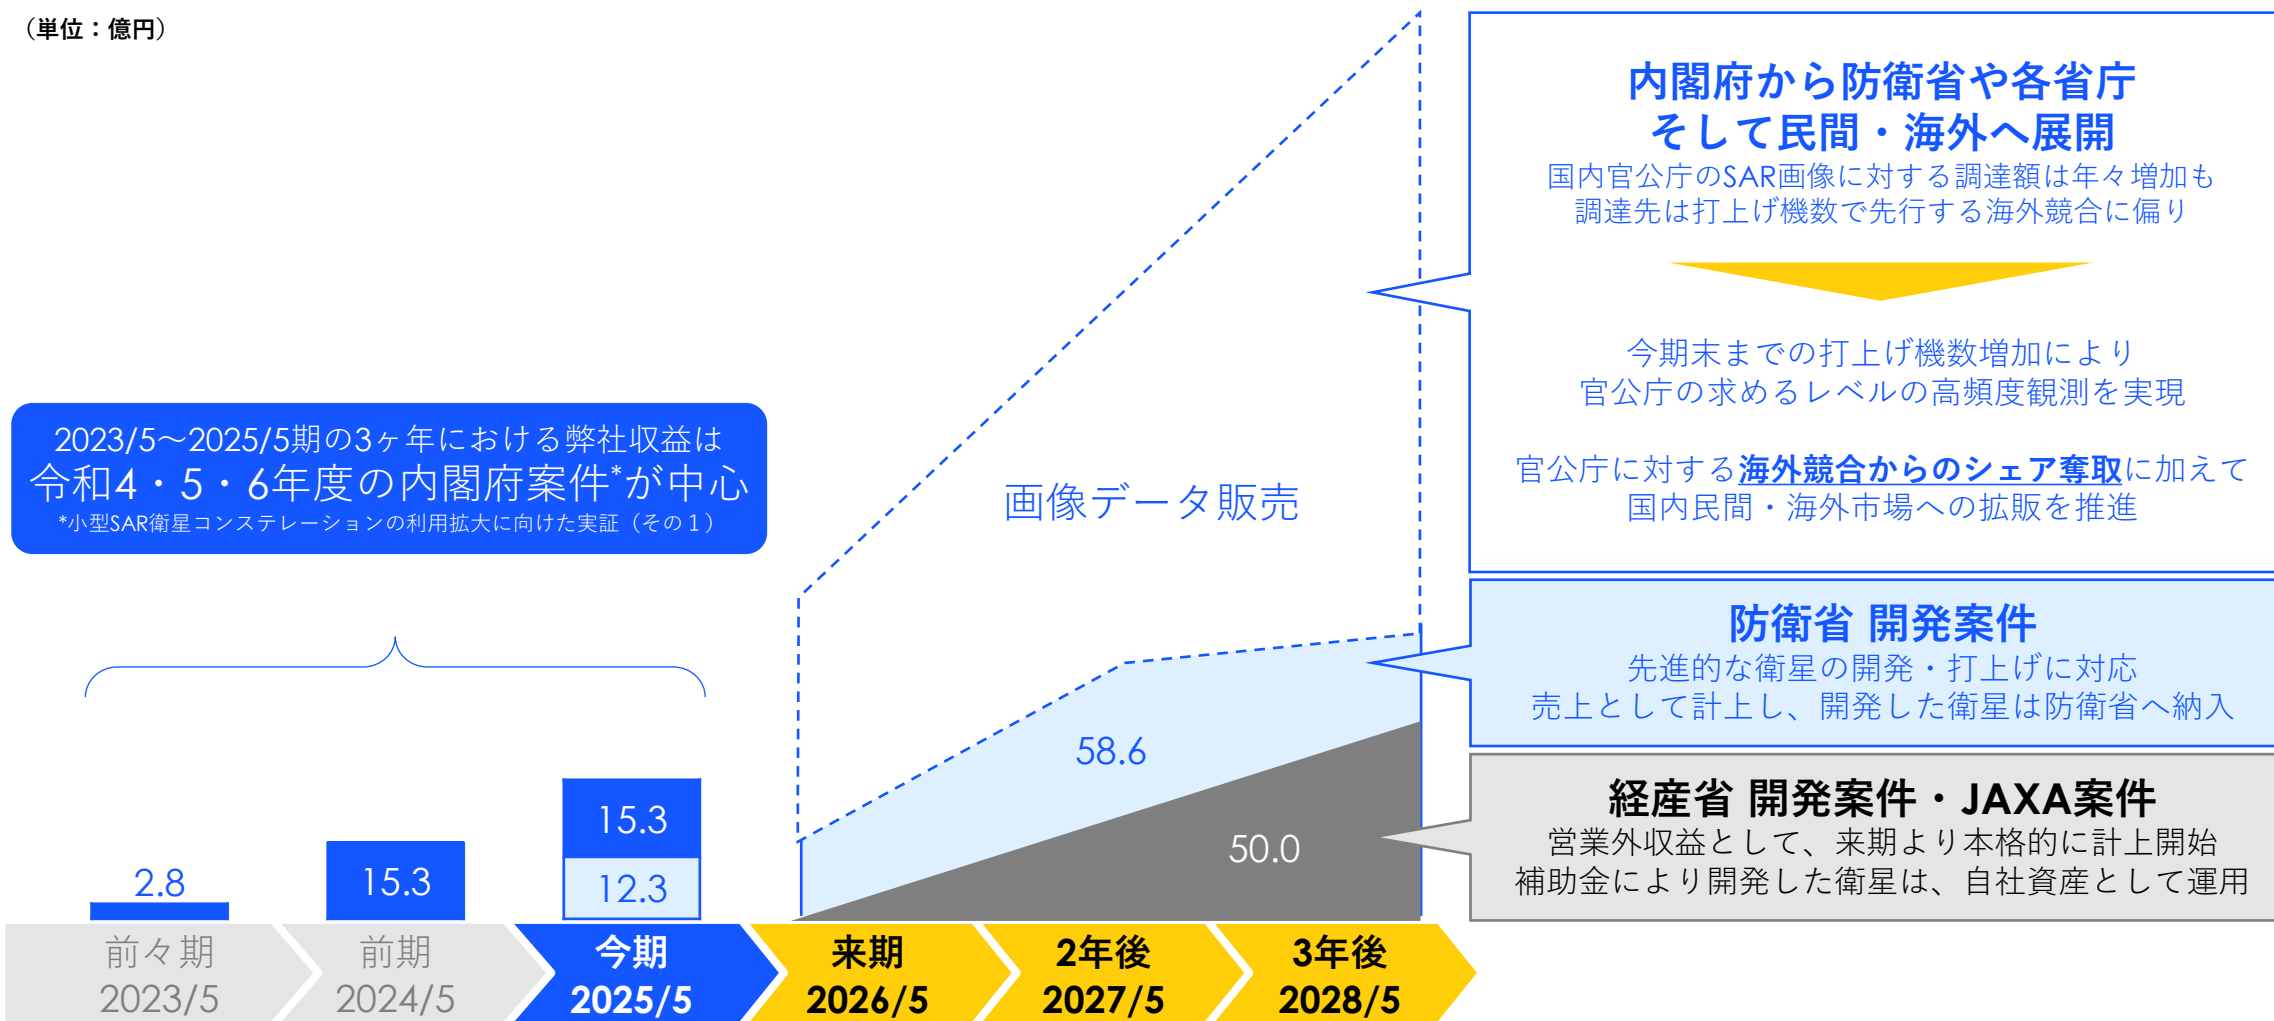 （単位：億円）
内閣府から防衛省や各省庁
そして民間・海外へ展開
国内官公庁のSAR画像に対する調達額は年々増加も
調達先は打上げ機数で先行する海外競合に偏り
今期末までの打上げ機数増加により
官公庁の求めるレベルの高頻度観測を実現
官公庁に対する海外競合からのシェア奪取に加えて
国内民間・海外市場への拡販を推進
2023/5～2025/5期の3ヶ年における弊社収益は
令和4・5・6年度の内閣府案件*が中心
*小型SAR衛星コンステレーションの利用拡大に向けた実証（その１）
画像データ販売
防衛省 開発案件
先進的な衛星の開発・打上げに対応
売上として計上し、開発した衛星は防衛省へ納入
58.6
経産省 開発案件・JAXA案件
営業外収益として、来期より本格的に計上開始
補助金により開発した衛星は、自社資産として運用
50.0
2.8
15.3
15.3
12.3
前々期
2023/5
前期
2024/5
今期
2025/5
来期
2026/5
2年後
2027/5
3年後
2028/5